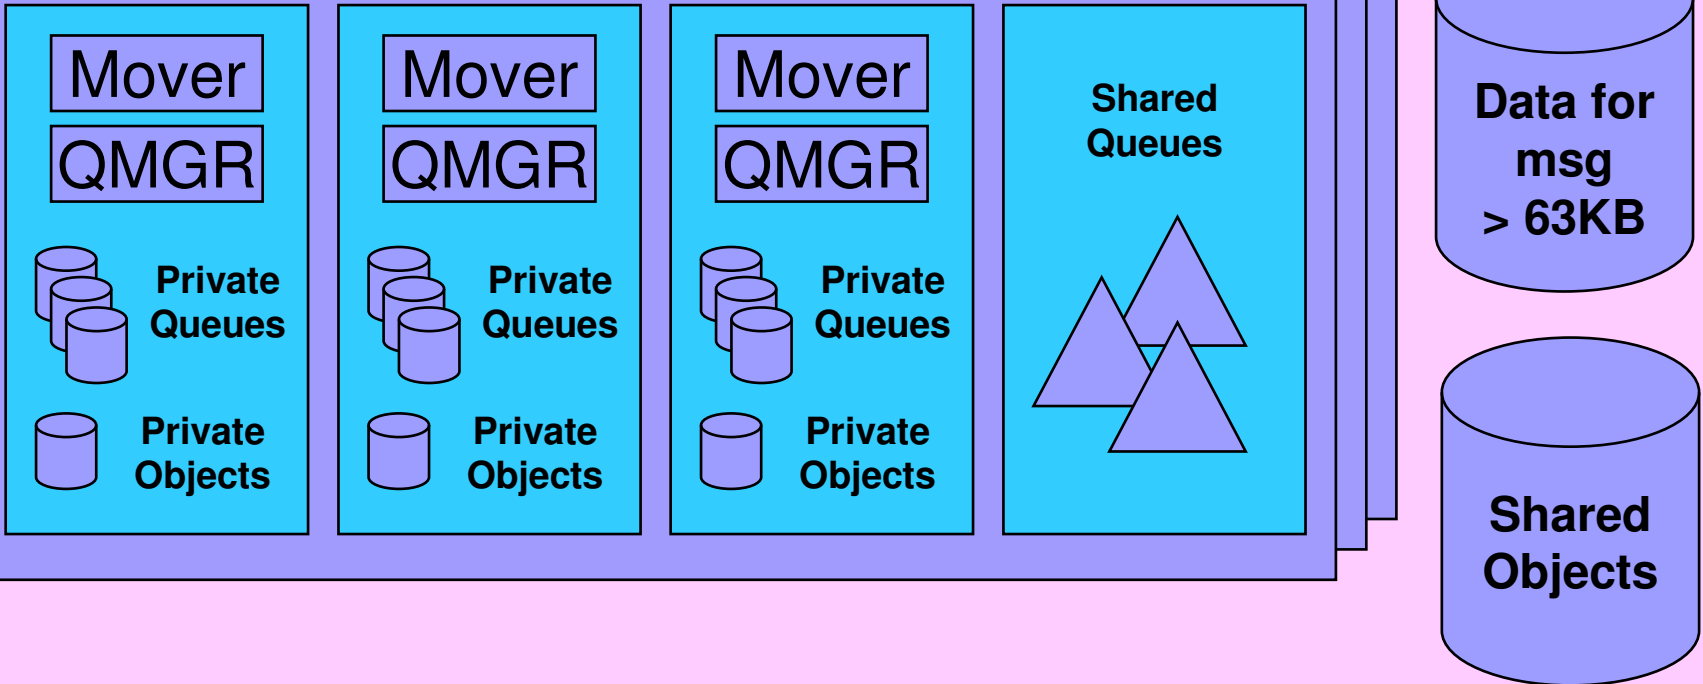 Mover
QMGR
Private
Queues
Private
Objects
Mover
QMGR
Private
Queues
Private
Objects
Mover
QMGR
Private
Queues
Private
Objects
Shared
Queues
Data for
msg
> 63KB
Shared
Objects